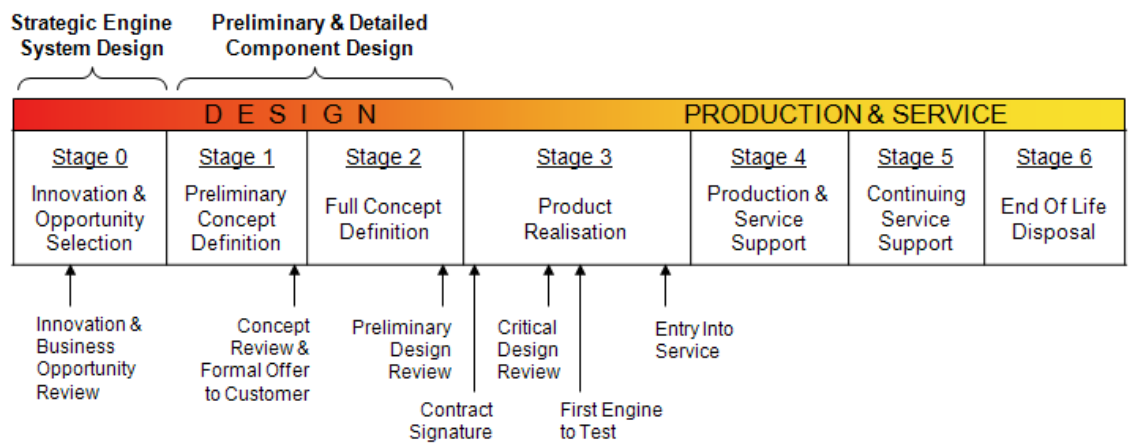 Strategic Engine
System Design
Preliminary & Detailed
Component Design
D E S I G N
PRODUCTION & SERVICE
Stage 0
Innovation &
Opportunity
Selection
Stage 1
Preliminary
Concept
Definition
Stage 2
Full Concept
Definition
Stage 3
Product
Realisation
Stage 4
Production &
Service
Support
Stage 5
Continuing
Service
Support
Stage 6
End Of Life
Disposal
Innovation &
Business
Opportunity
Review
Concept
Review &
Formal Offer
to Customer
Preliminary
Design
Review
Contract
Signature
Critical
Design
Review
First Engine
to Test
Entry Into
Service